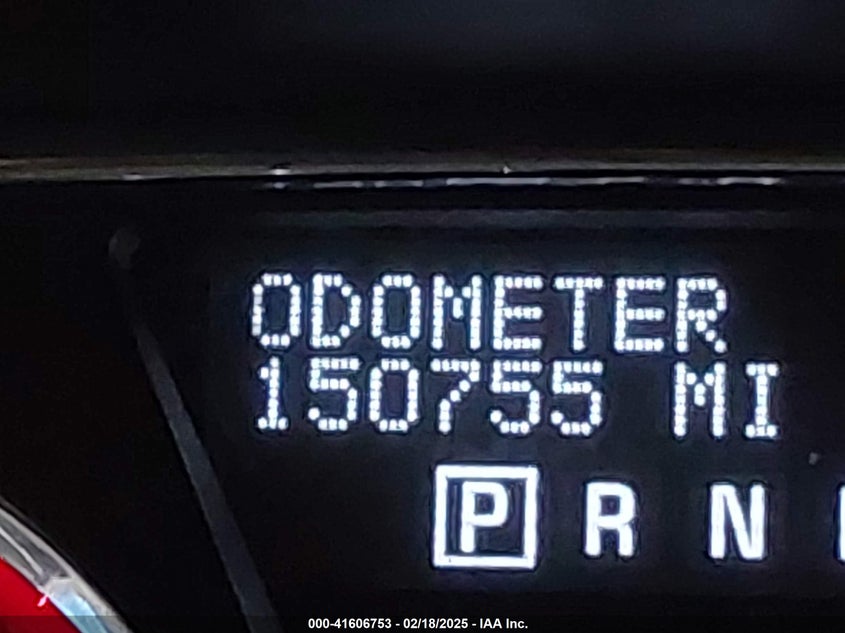 ODOMETER
150755 MI
P R N
000-41606753 - 02/18/2025 - IAA Inc.